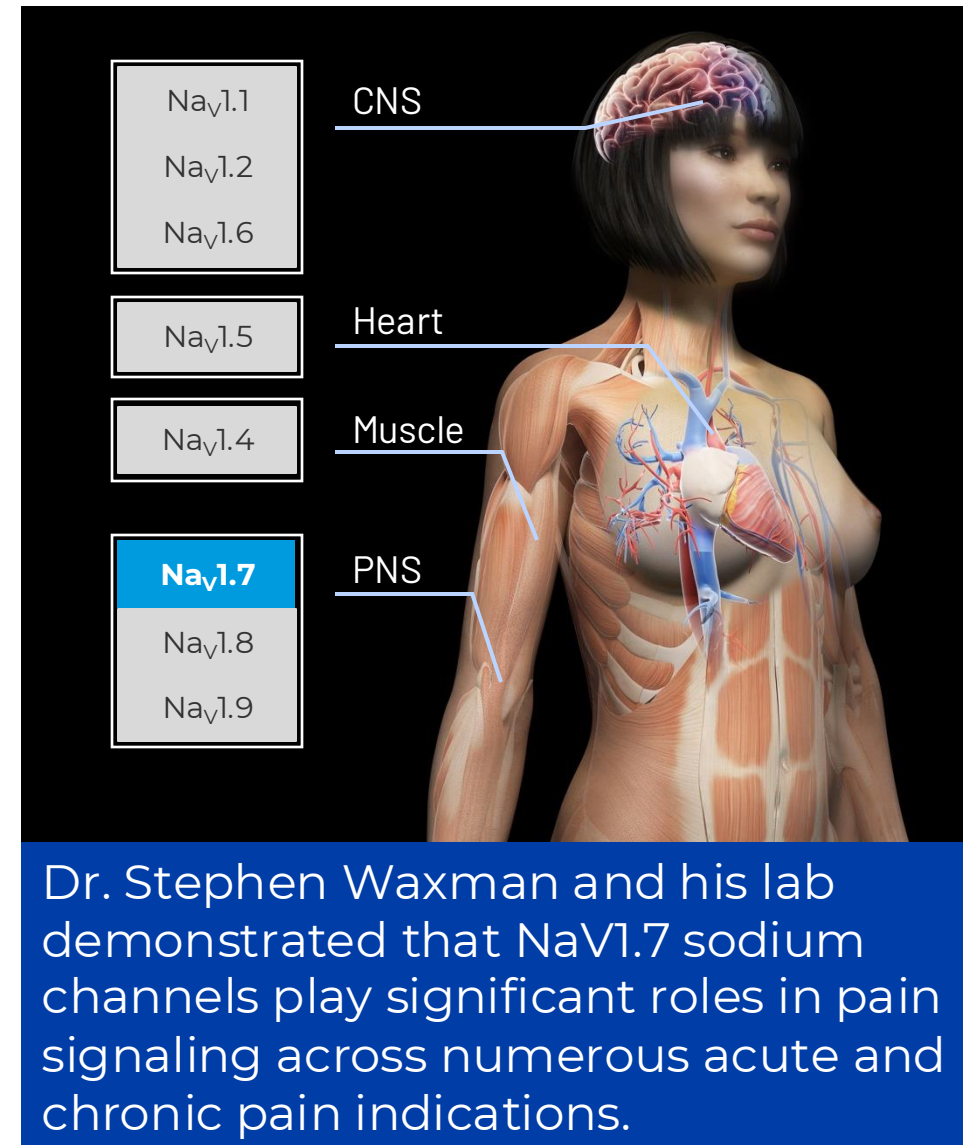 NaV1.1
CNS
NaV1.2
NaV1.6
Heart
NaV1.5
Muscle
NaV1.4
PNS
NaV1.7
NaV1.8
NaV1.9
Dr. Stephen Waxman and his lab
demonstrated that NaV1.7 sodium
channels play significant roles in pain
signaling across numerous acute and
chronic pain indications.